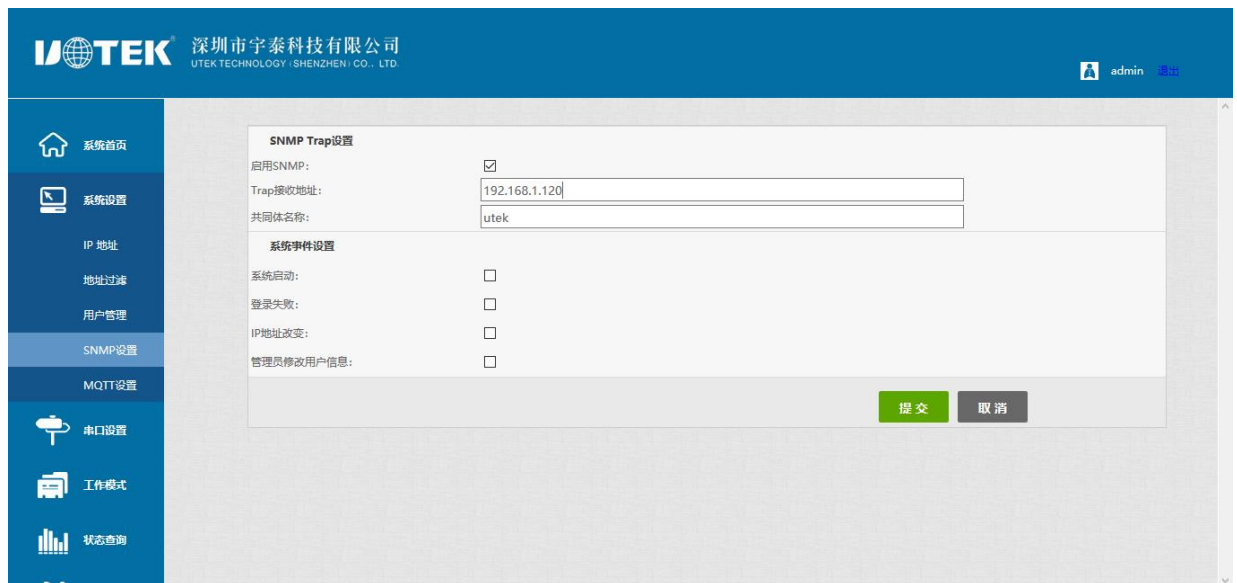 UOTEK® 深圳市宇泰科技有限公司
UTEK TECHNOLOGY (SHENZHEN) CO., LTD.
admin 退出
系统首页
系统设置
IP 地址
地址过滤
用户管理
SNMP设置
MQTT设置
串口设置
工作模式
状态查询
SNMP Trap设置
启用SNMP:
Trap接收地址: 192.168.1.120
共同体名称: utek
系统事件设置
系统启动:
登录失败:
IP地址改变:
管理员修改用户信息:
提 交 取 消